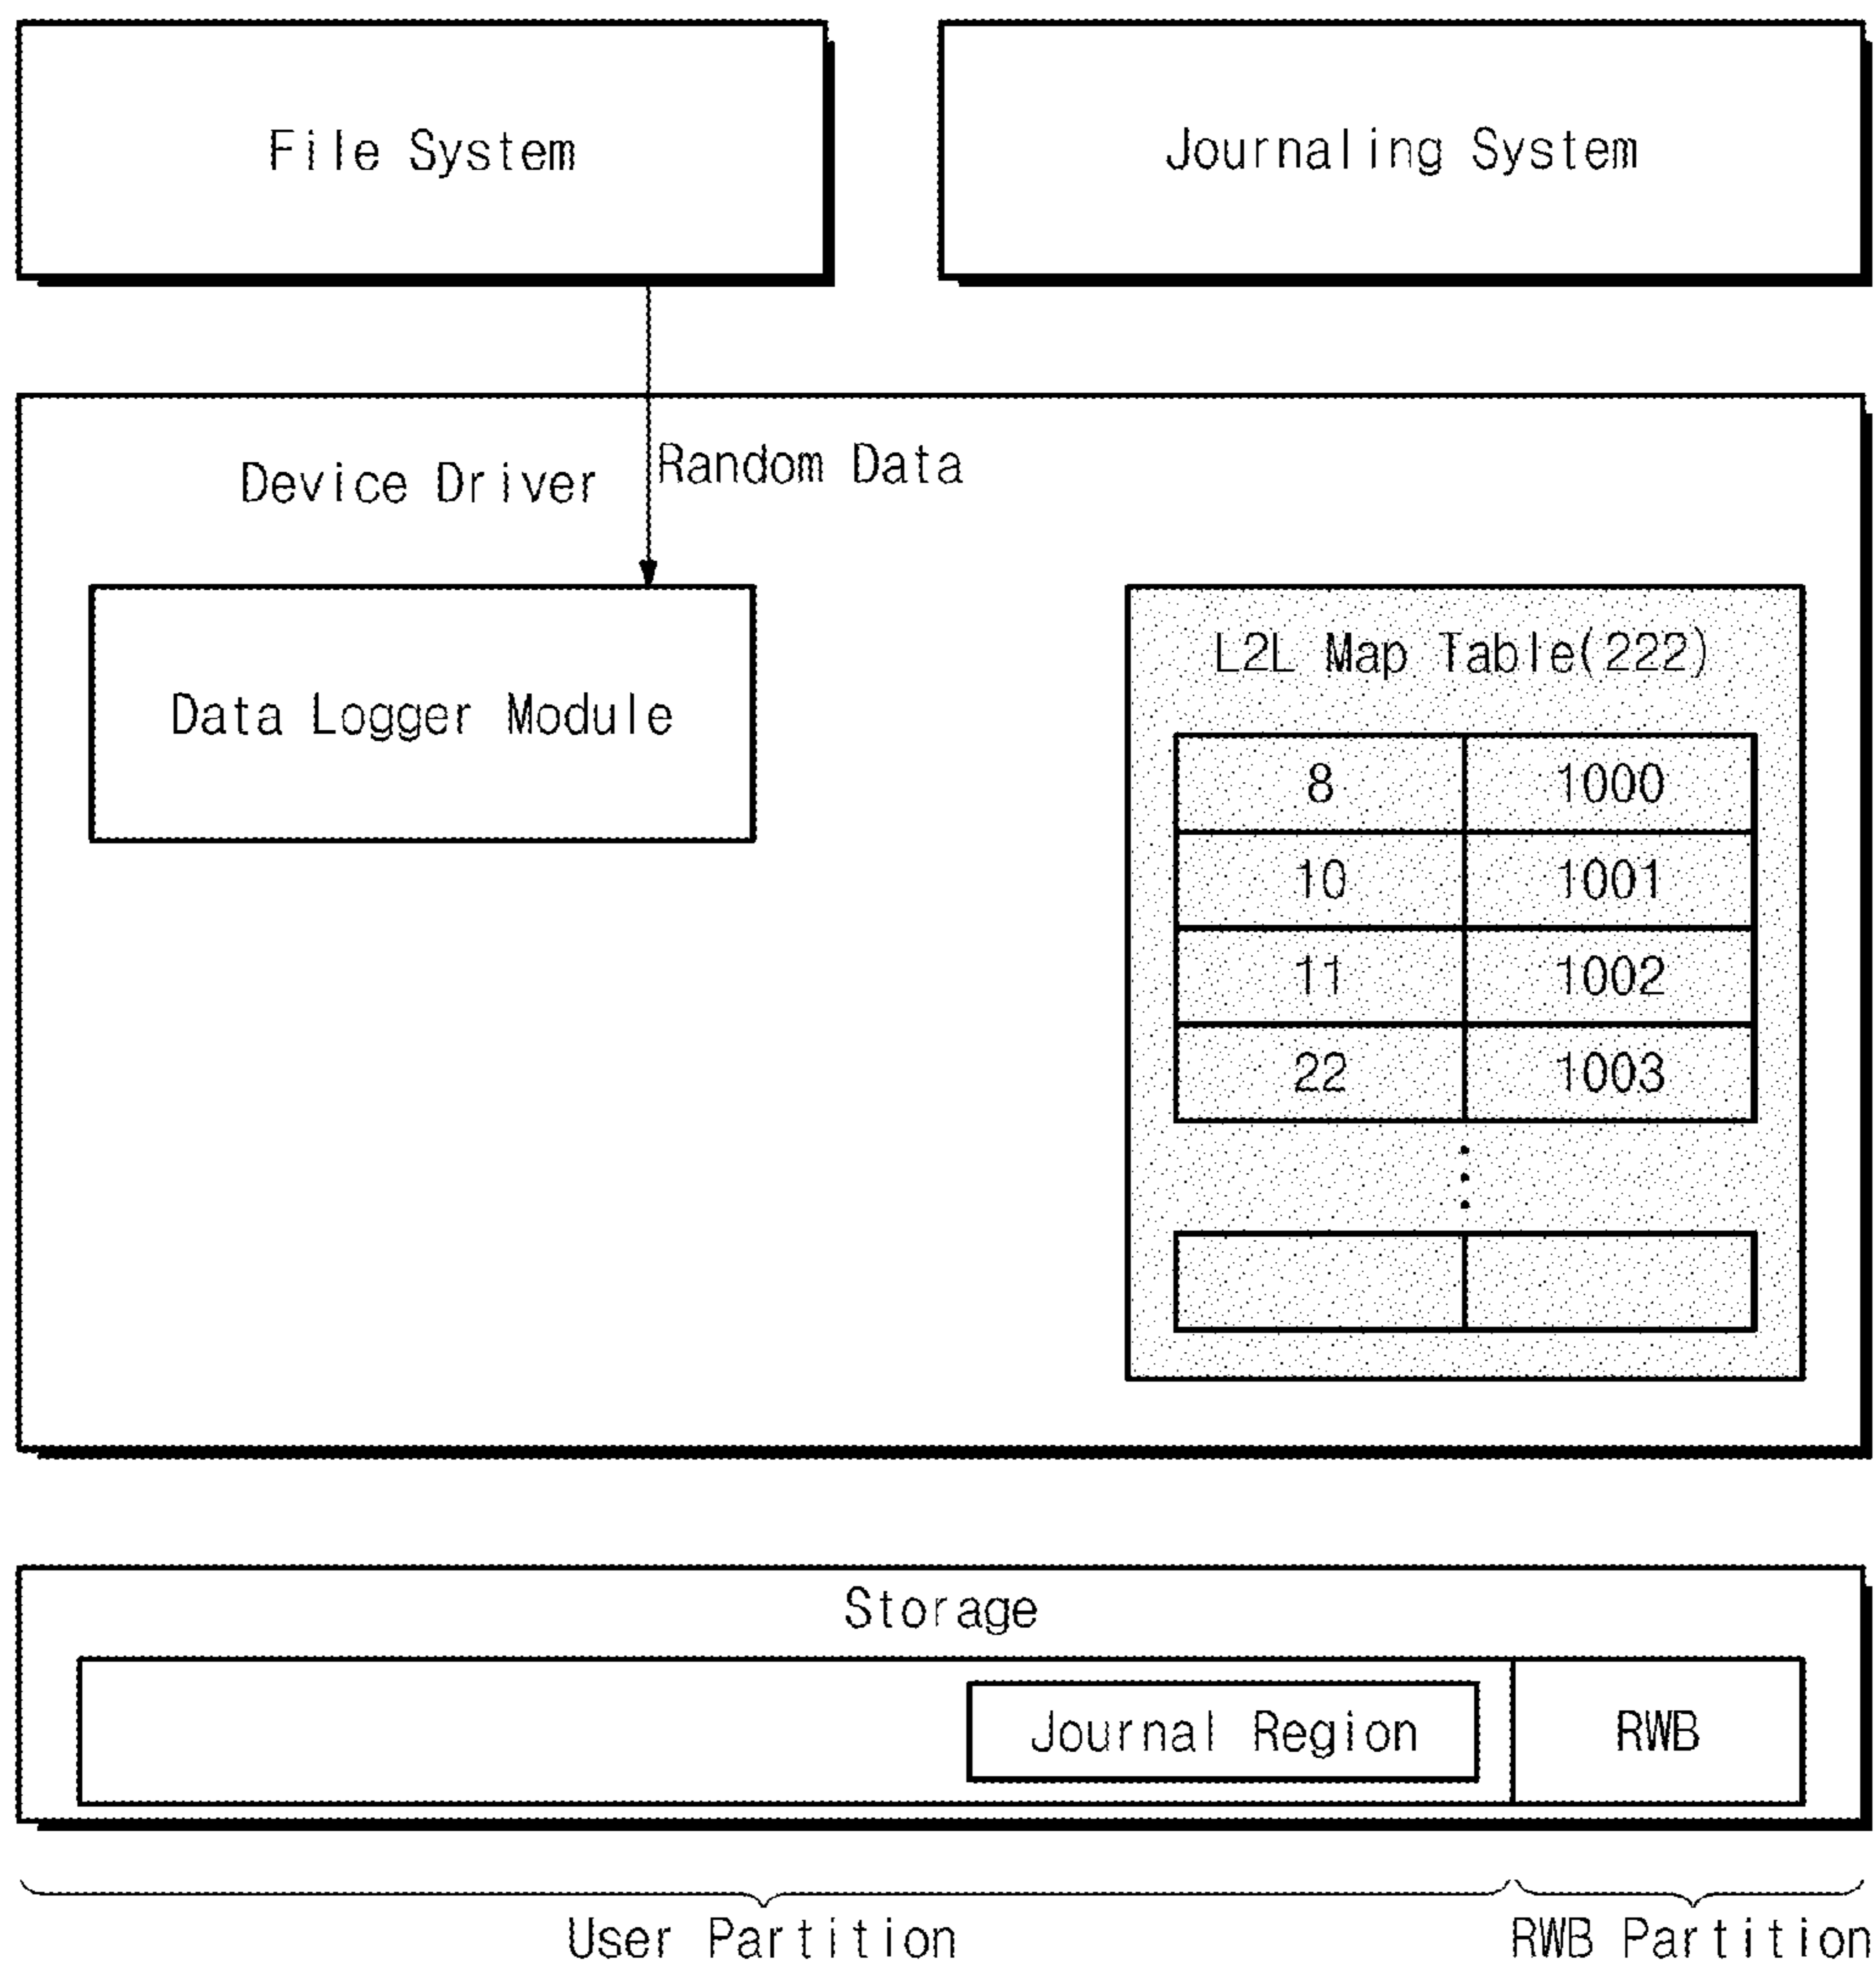 File System
Journaling System
Device Driver
Random Data
Data Logger Module
L2L Map Table(222)
8 1000
10 1001
11 1002
22 1003
Storage
Journal Region
RWB
User Partition
RWB Partition